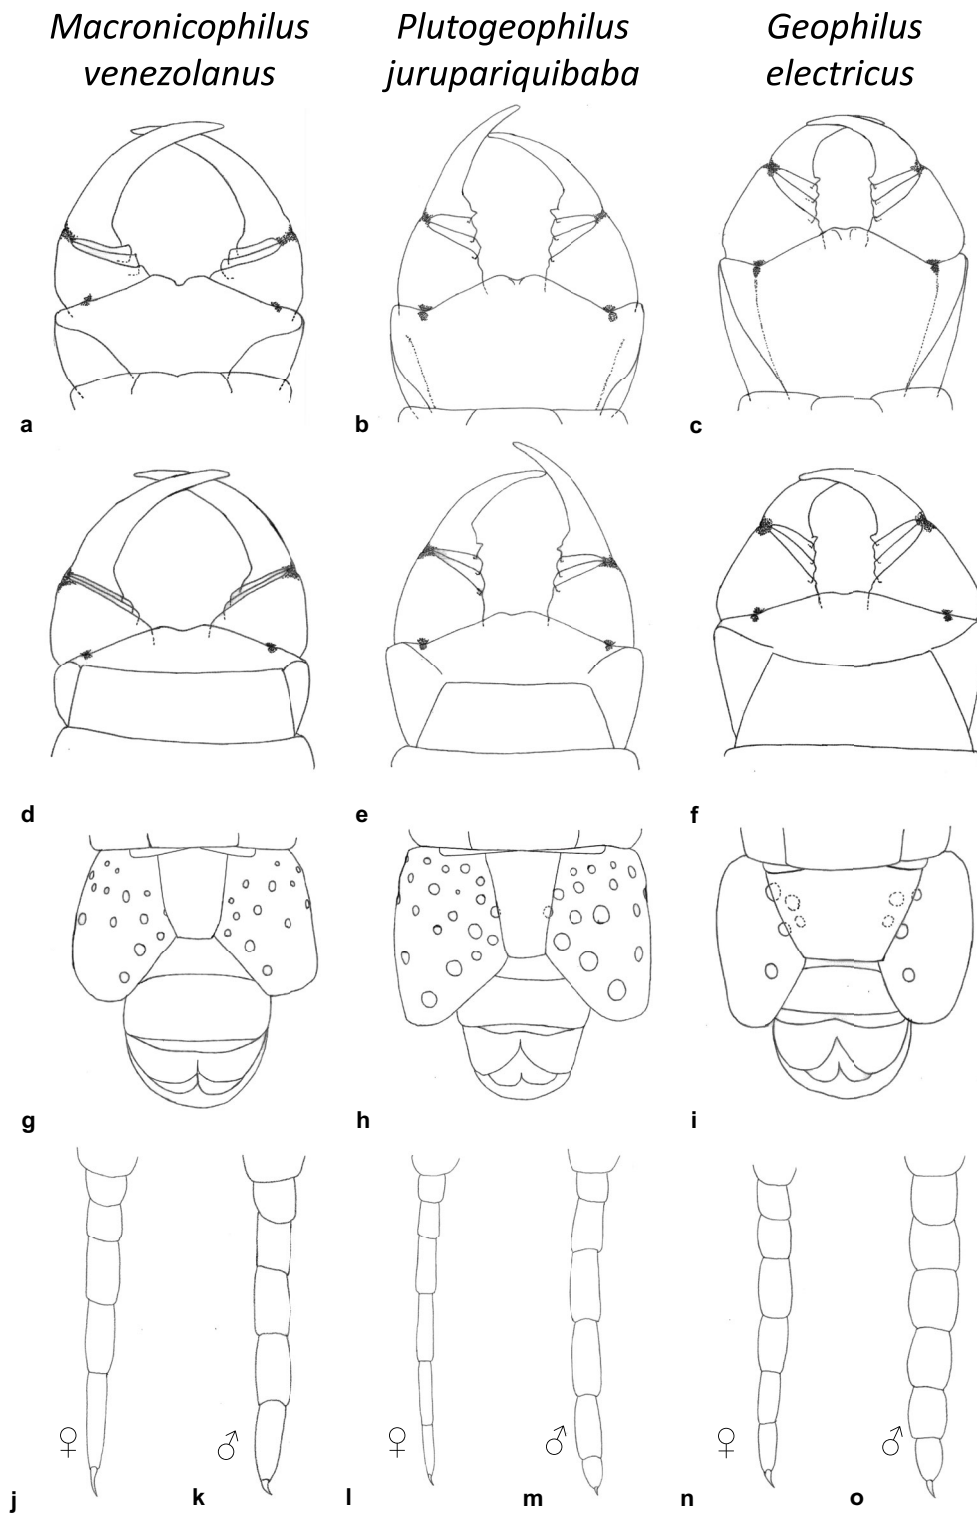 Macronicophilus Plutogeophilus Geophilus
venezolanus jurupariquibaba electricus
a b c
d e f
g h i
♀ ♂ ♀ ♂ ♀ ♂
j k l m n o